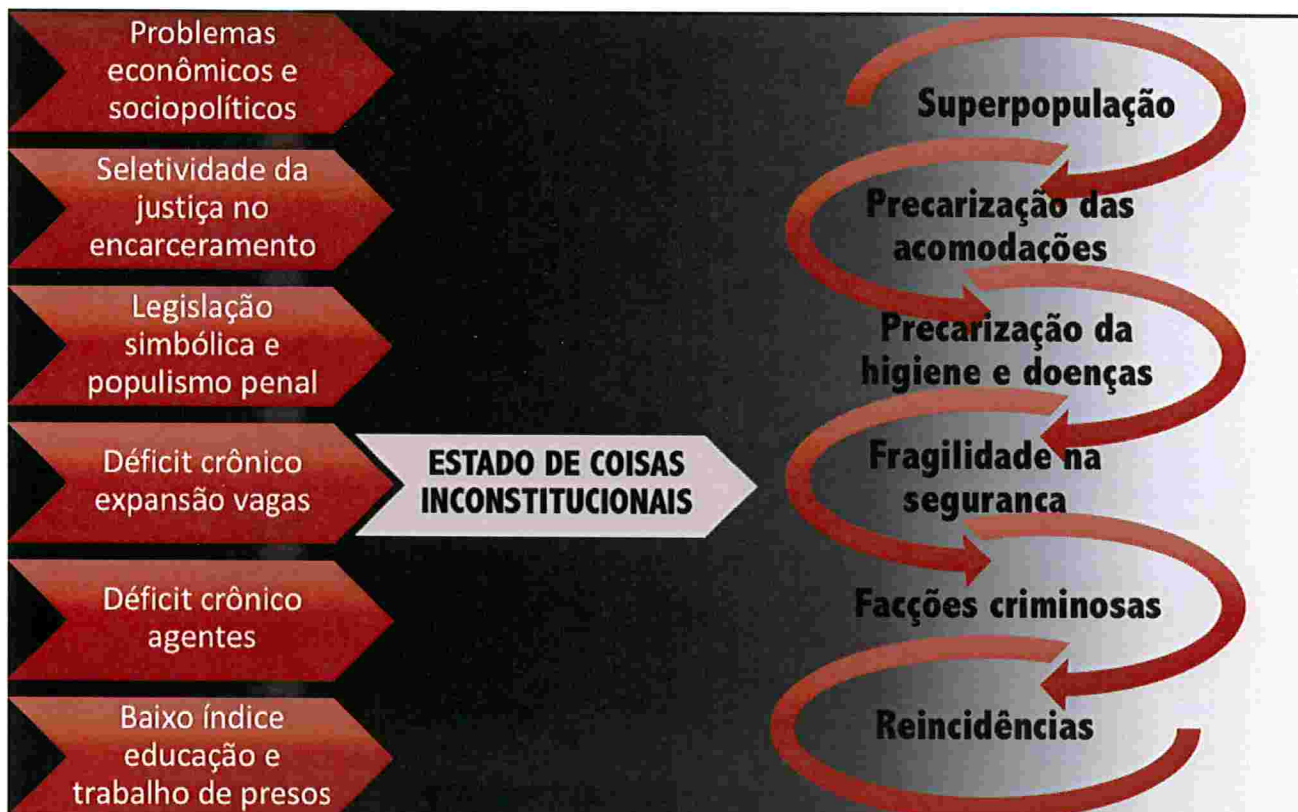 Problemas
econômicos e
sociopolíticos
Seletividade da
justiça no
encarceramento
Legislação
simbólica e
populismo penal
Déficit crônico
expansão vagas
Déficit crônico
agentes
Baixo índice
educação e
trabalho de presos
ESTADO DE COISAS
INCONSTITUCIONAIS
Superpopulação
Precarização das
acomodações
Precarização da
higiene e doenças
Fragilidade na
segurança
Facções criminosas
Reincidências